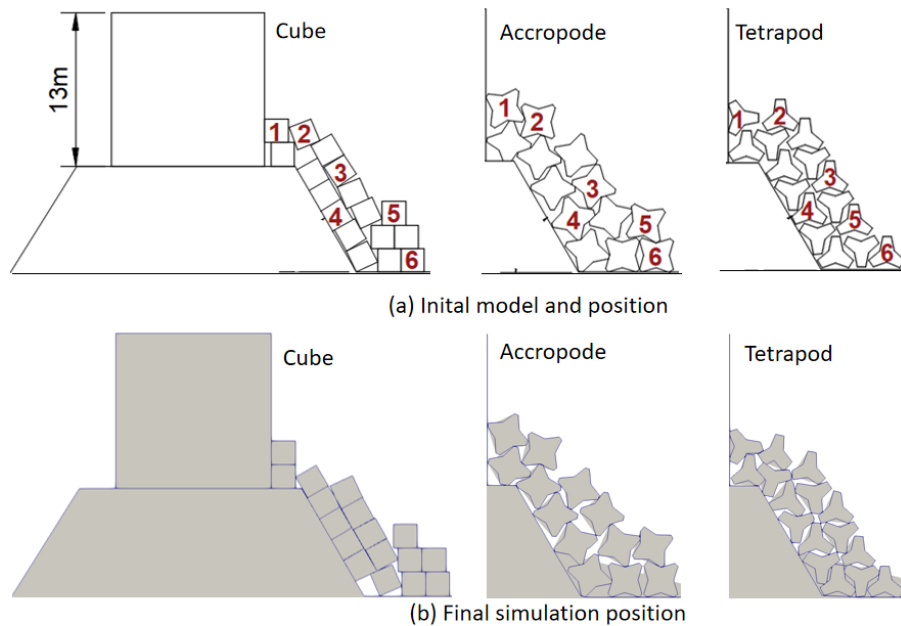 Cube
Accropode
Tetrapod
13m
1
2
3
4
5
6
1
2
3
4
5
6
1
2
3
4
5
6
(a) Inital model and position
Cube
Accropode
Tetrapod
(b) Final simulation position